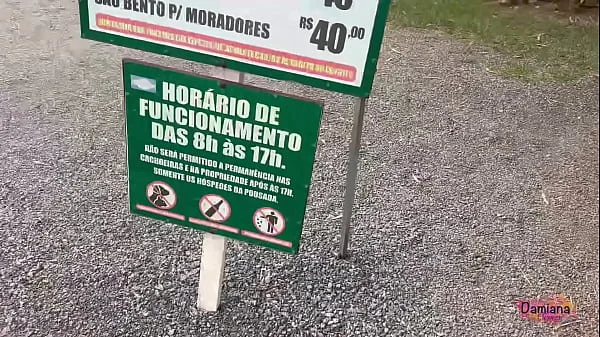 SÃO BENTO P/ MORADORES
R$ 40,00
HORÁRIO DE
FUNCIONAMENTO
DAS 8h às 17h.
NÃO SERÁ PERMITIDO A PERMANÊNCIA NAS
CACHOEIRAS E NA PROPRIEDADE APÓS ÀS 17H.
SOMENTE OS HÓSPEDES DA POUSADA.
Damiana